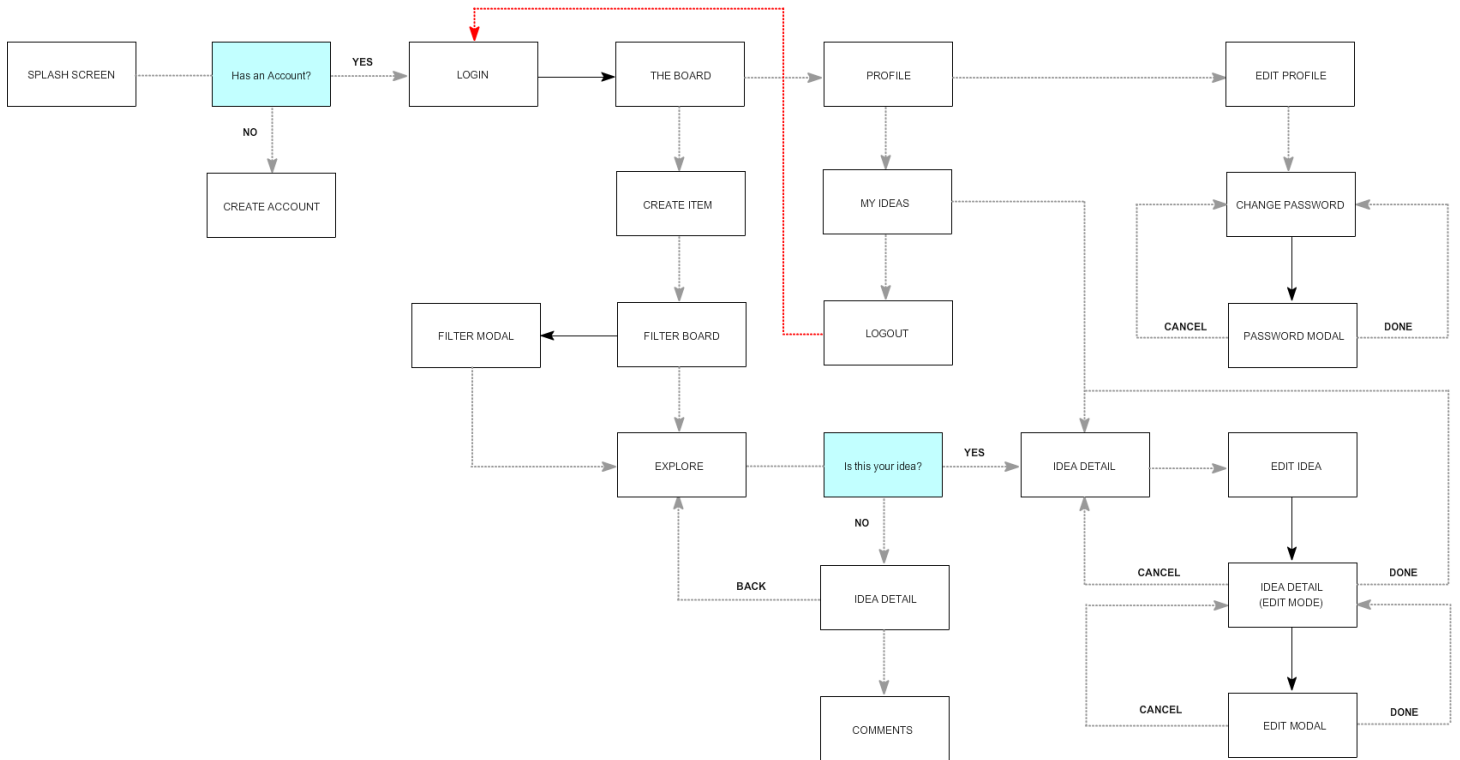 YES
SPLASH SCREEN
Has an Account?
LOGIN
THE BOARD
PROFILE
EDIT PROFILE
NO
CREATE ACCOUNT
CREATE ITEM
MY IDEAS
CHANGE PASSWORD
FILTER MODAL
FILTER BOARD
LOGOUT
CANCEL
PASSWORD MODAL
DONE
EXPLORE
Is this your idea?
YES
IDEA DETAIL
EDIT IDEA
NO
BACK
IDEA DETAIL
CANCEL
IDEA DETAIL
(EDIT MODE)
DONE
COMMENTS
CANCEL
EDIT MODAL
DONE